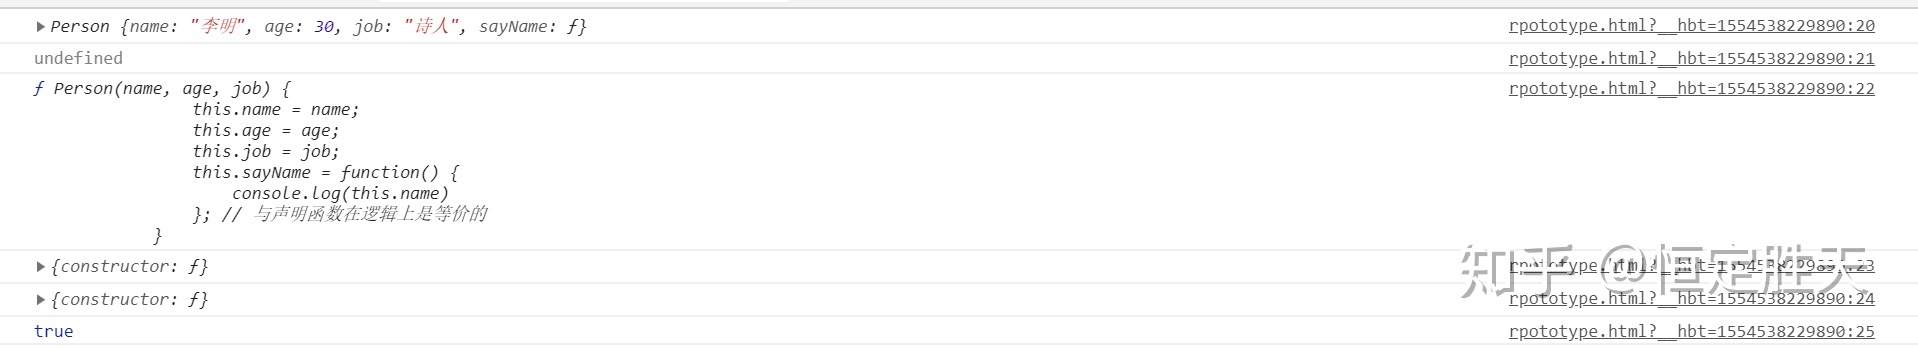 ▶ Person {name: "李明", age: 30, job: "诗人", sayName: ƒ} rpototype.html?__hbt=1554538229890:20
undefined rpototype.html?__hbt=1554538229890:21
ƒ Person(name, age, job) { rpototype.html?__hbt=1554538229890:22
this.name = name;
this.age = age;
this.job = job;
this.sayName = function() {
console.log(this.name)
}; // 与声明函数在逻辑上是等价的
}
▶ {constructor: ƒ} rpototype.html?__hbt=1554538229890:23
▶ {constructor: ƒ} rpototype.html?__hbt=1554538229890:24
true rpototype.html?__hbt=1554538229890:25
知乎 @恒定胜天